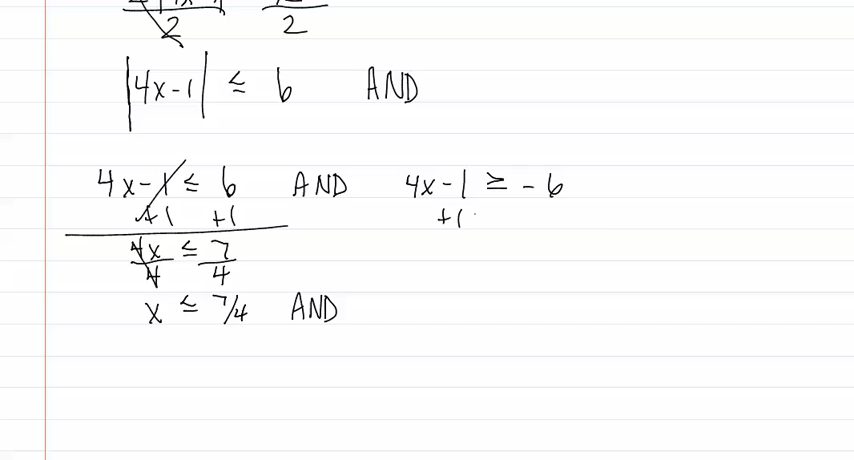 2 2
|4x-1| ≤ 6 AND
4x-1 ≤ 6 AND 4x-1 ≥ -6
+1 +1 +1
4x ≤ 7
4 4
x ≤ 7/4 AND